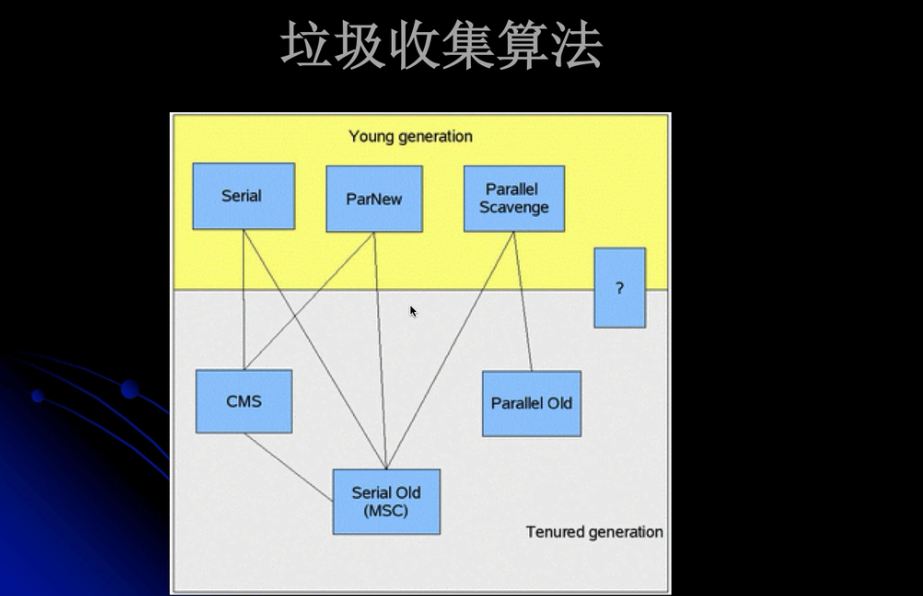 垃圾收集算法
Young generation
Serial
ParNew
Parallel
Scavenge
?
CMS
Parallel Old
Serial Old
(MSC)
Tenured generation